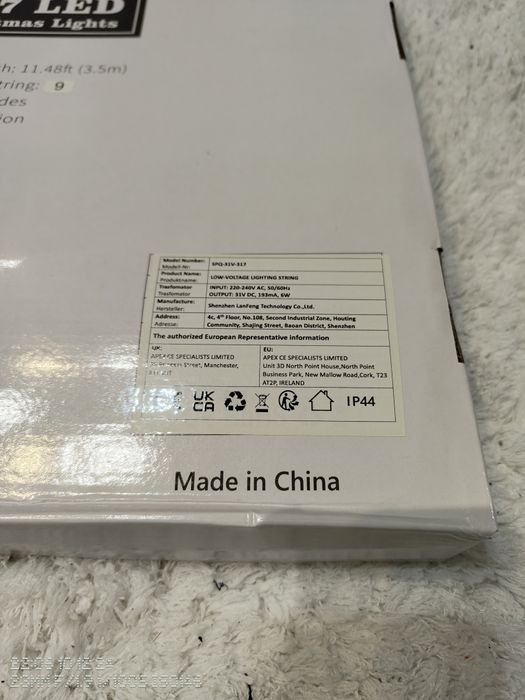 7 LED
mas Lights
h: 11.48ft (3.5m)
tring: 9
des
ion
Model Number: SPQ-31V-317
Modell-Nr:
Product Name: LOW-VOLTAGE LIGHTING STRING
Produktname:
Trasfomator INPUT: 220-240V AC, 50/60Hz
Trasfomator OUTPUT: 31V DC, 193mA, 6W
Manufacture: Shenzhen LanFeng Technology Co.,Ltd.
Hersteller:
Address: 4c, 4th Floor, No.108, Second Industrial Zone, Houting
Adresse: Community, Shajing Street, Baoan District, Shenzhen
The authorized European Representative information
UK: EU:
CE SPECIALISTS LIMITED APEX CE SPECIALISTS LIMITED
Street, Manchester, Unit 3D North Point House,North Point
Business Park, New Mallow Road,Cork, T23
AT2P, IRELAND
UK
CA IP44
Made in China